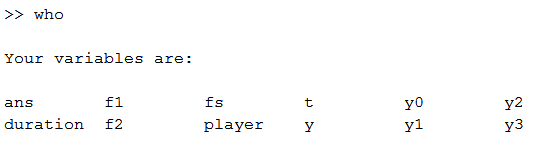 >> who
Your variables are:
ans f1 fs t y0 y2
duration f2 player y y1 y3